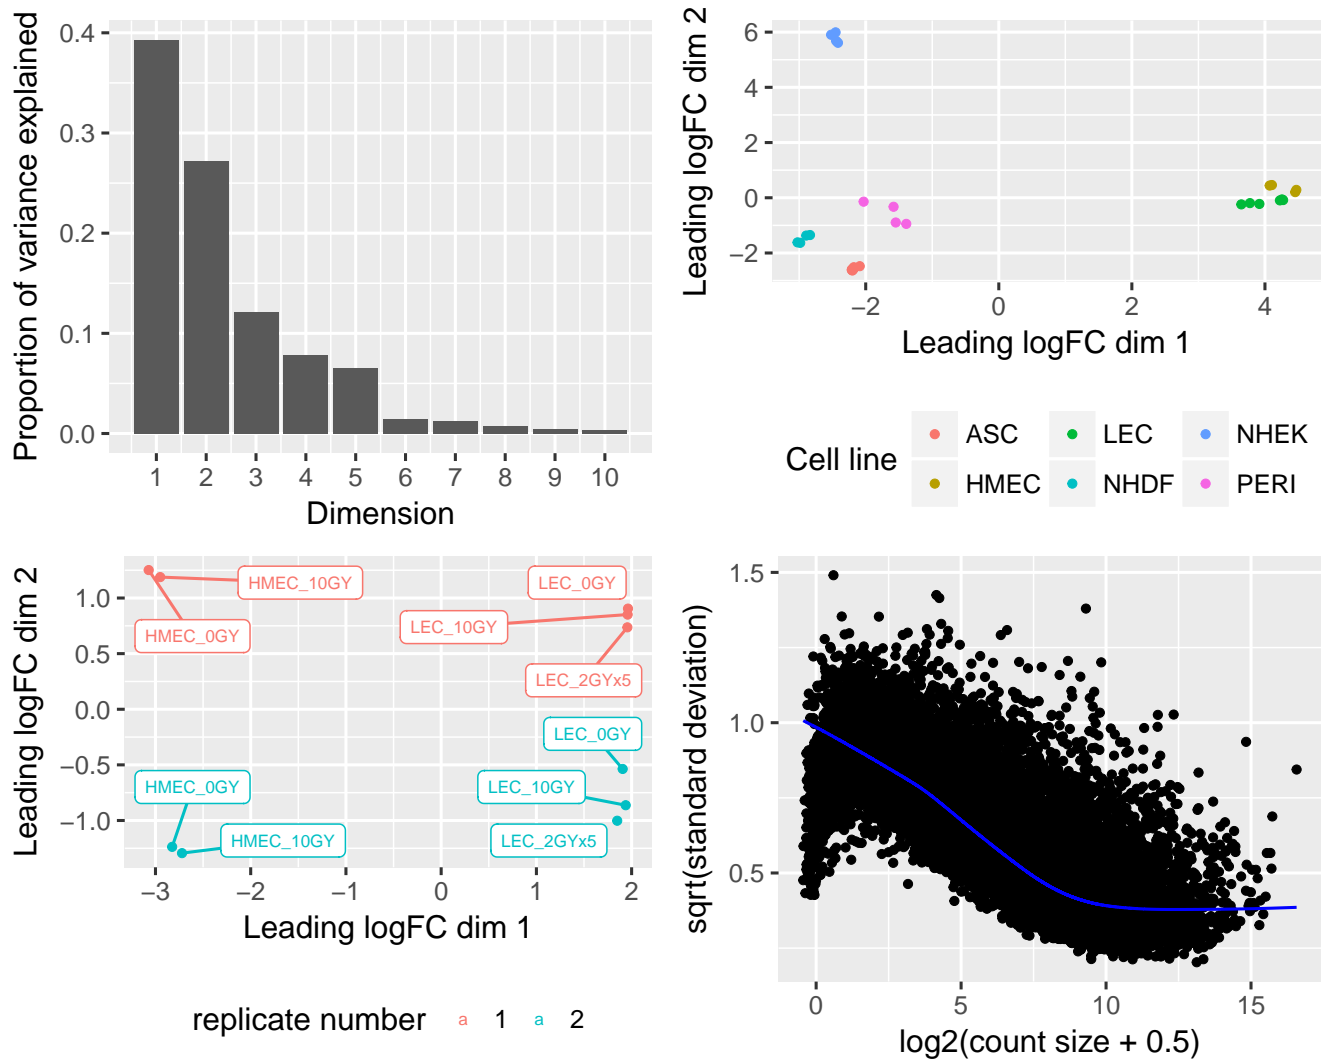 Proportion of variance explained
0.4
0.3
0.2
0.1
0.0
1 2 3 4 5 6 7 8 9 10
Dimension
Leading logFC dim 2
6
4
2
0
−2
−2 0 2 4
Leading logFC dim 1
Cell line
ASC LEC NHEK
HMEC NHDF PERI
Leading logFC dim 2
1.0
0.5
0.0
−0.5
−1.0
HMEC_10GY
LEC_0GY
HMEC_0GY
LEC_10GY
LEC_2GYx5
LEC_0GY
HMEC_0GY
LEC_10GY
HMEC_10GY
LEC_2GYx5
−3 −2 −1 0 1 2
Leading logFC dim 1
replicate number a 1 a 2
sqrt(standard deviation)
1.5
1.0
0.5
0 5 10 15
log2(count size + 0.5)